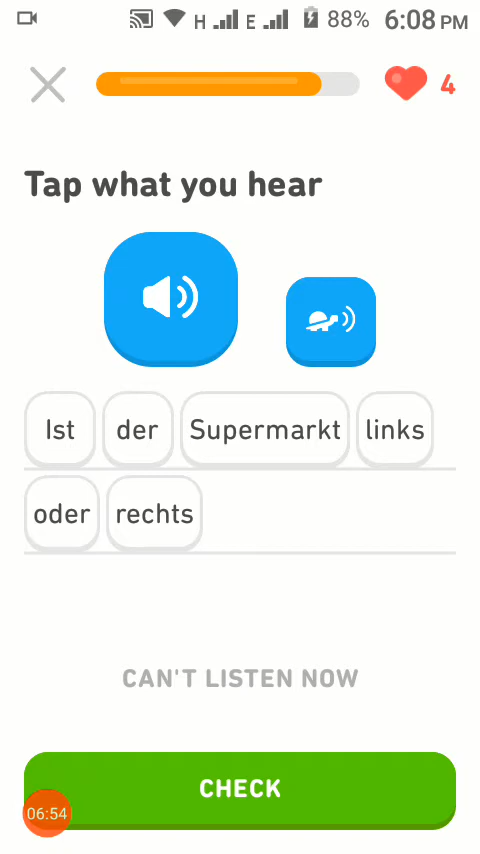 H E 88% 6:08 PM
4
Tap what you hear
Ist der Supermarkt links
oder rechts
CAN'T LISTEN NOW
CHECK
06:54